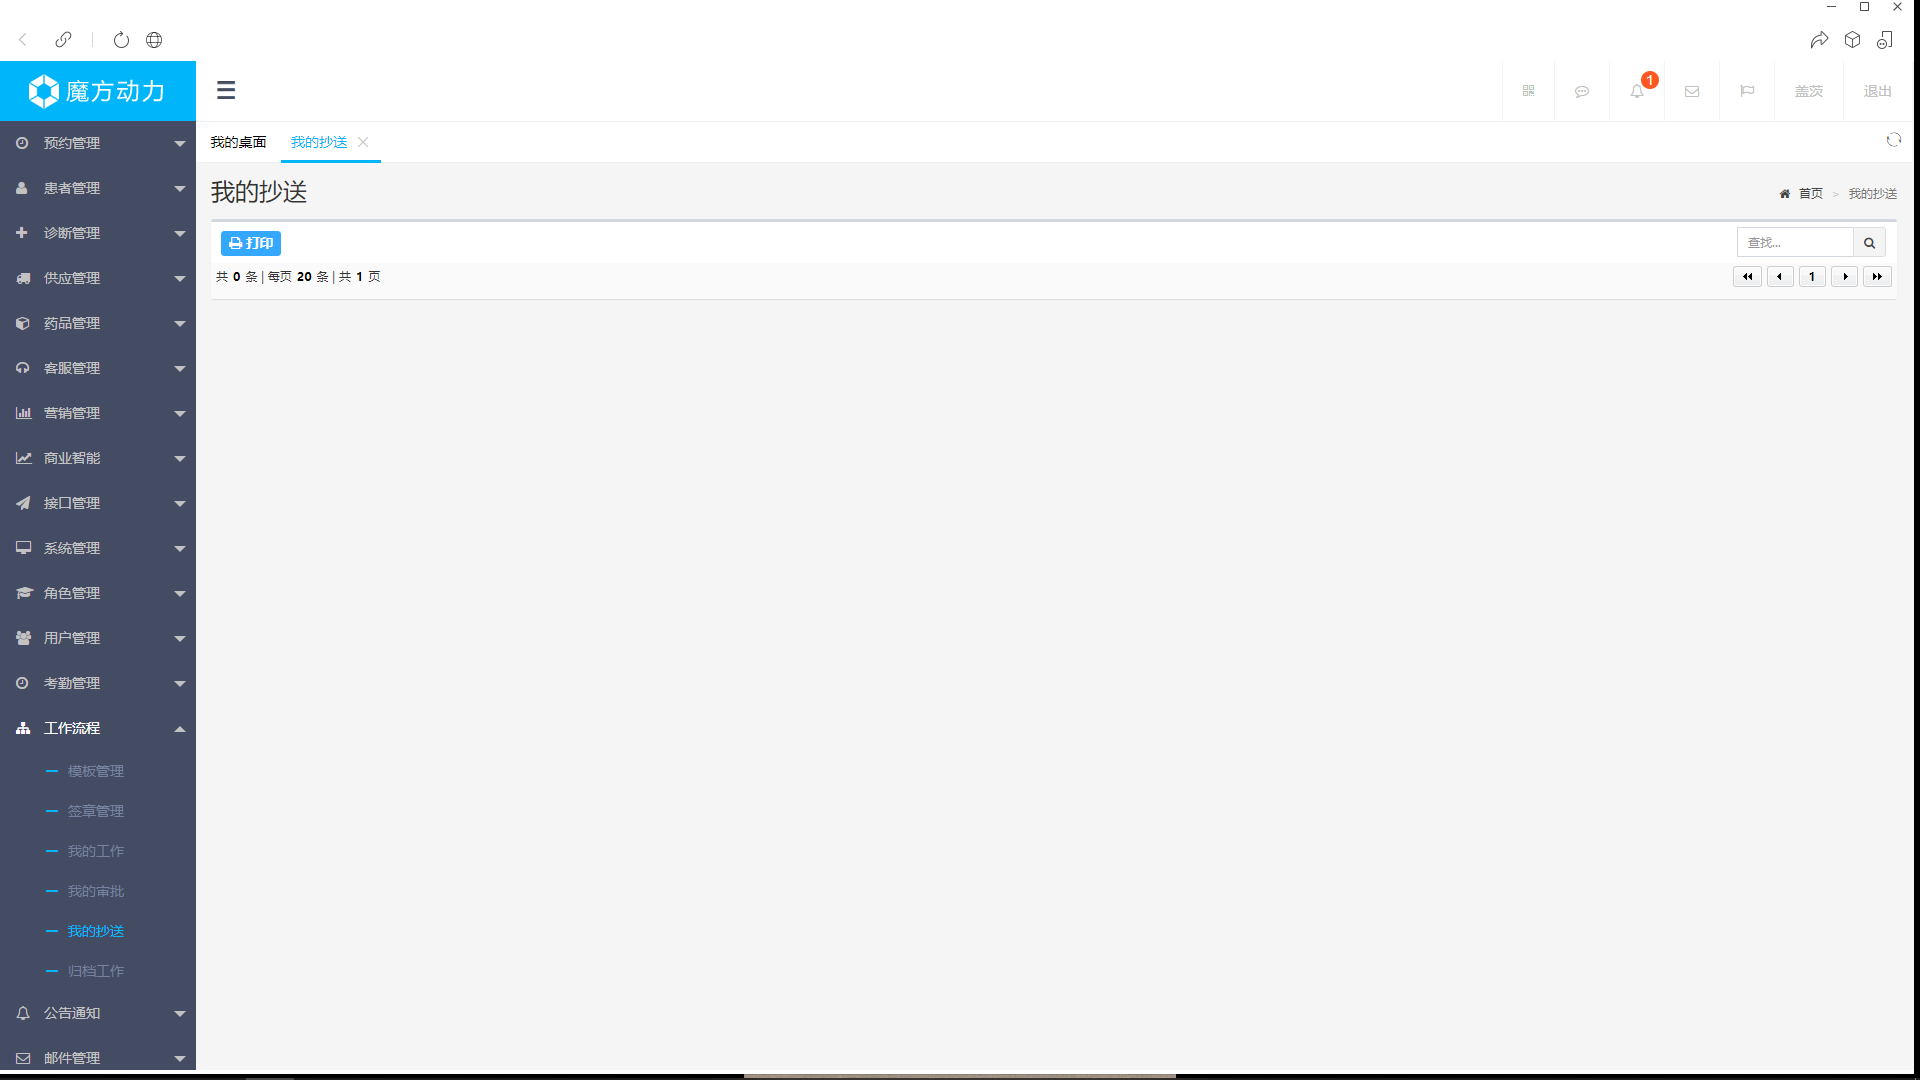 魔方动力
1
盖茨
退出
预约管理
患者管理
诊断管理
供应管理
药品管理
客服管理
营销管理
商业智能
接口管理
系统管理
角色管理
用户管理
考勤管理
工作流程
模板管理
签章管理
我的工作
我的审批
我的抄送
归档工作
公告通知
邮件管理
我的桌面 我的抄送
我的抄送
首页 > 我的抄送
打印
查找...
共 0 条 | 每页 20 条 | 共 1 页
1